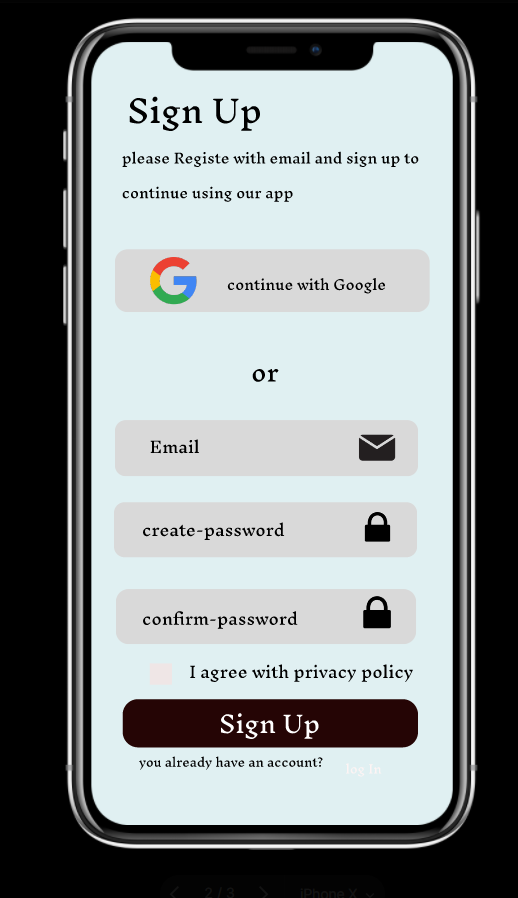 Sign Up
please Registe with email and sign up to
continue using our app
continue with Google
or
Email
create-password
confirm-password
I agree with privacy policy
Sign Up
you already have an account? log In
2 / 3 iPhone X